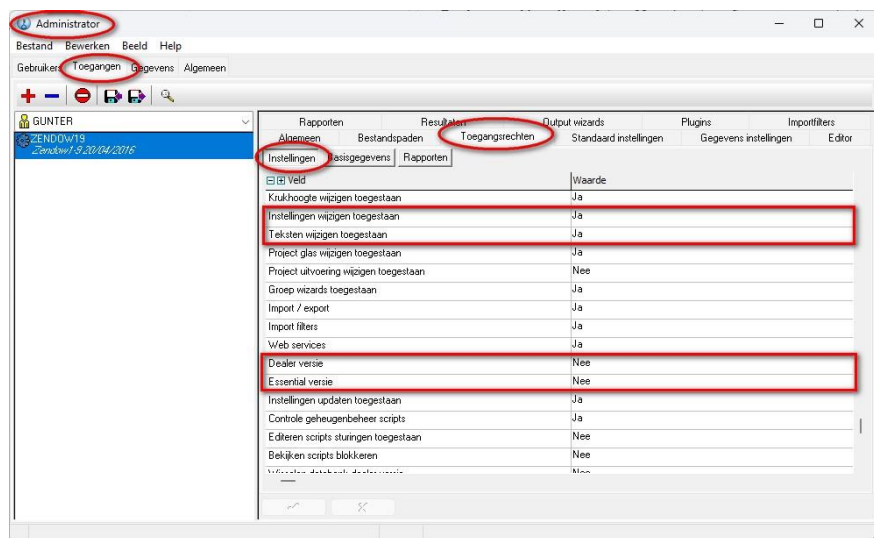 Administrator
Bestand Bewerken Beeld Help
Gebruikers Toegangen Gegevens Algemeen
GUNTER
ZENDOW19
Zendow1-9 20/04/2016
Rapporten Resultaten Output wizards Plugins Importfilters
Algemeen Bestandspaden Toegangsrechten Standaard instellingen Gegevens instellingen Editor
Instellingen Basisgegevens Rapporten
Veld Waarde
Krukhoogte wijzigen toegestaan Ja
Instellingen wijzigen toegestaan Ja
Teksten wijzigen toegestaan Ja
Project glas wijzigen toegestaan Ja
Project uitvoering wijzigen toegestaan Nee
Groep wizards toegestaan Ja
Import / export Ja
Import filters Ja
Web services Ja
Dealer versie Nee
Essential versie Nee
Instellingen updaten toegestaan Ja
Controle geheugenbeheer scripts Ja
Editeren scripts sturingen toegestaan Nee
Bekijken scripts blokkeren Nee
Nee